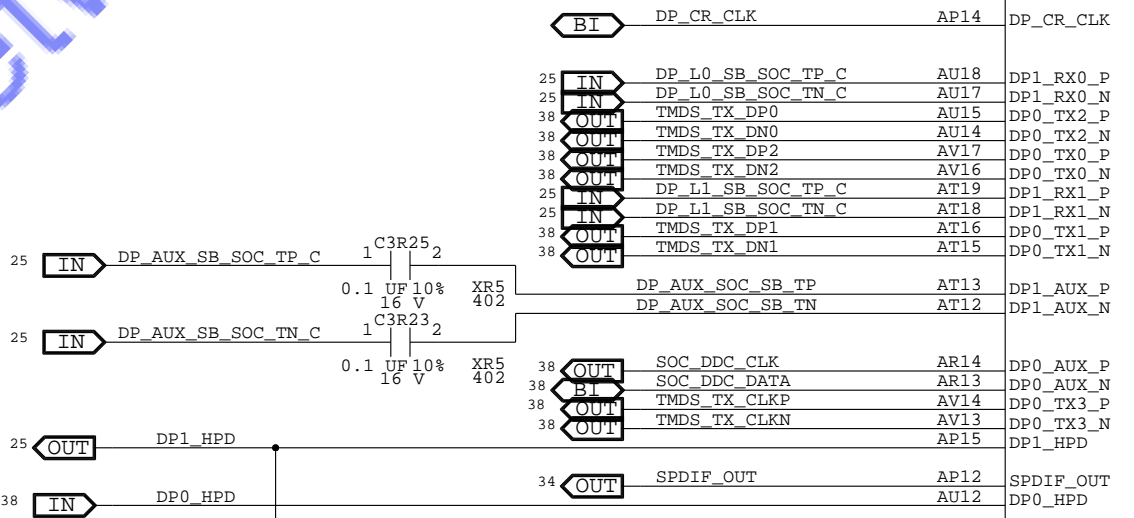 BI DP_CR_CLK AP14 DP_CR_CLK
25 IN DP_L0_SB_SOC_TP_C AU18 DP1_RX0_P
25 IN DP_L0_SB_SOC_TN_C AU17 DP1_RX0_N
38 OUT TMDS_TX_DP0 AU15 DP0_TX2_P
38 OUT TMDS_TX_DN0 AU14 DP0_TX2_N
38 OUT TMDS_TX_DP2 AV17 DP0_TX0_P
38 OUT TMDS_TX_DN2 AV16 DP0_TX0_N
25 IN DP_L1_SB_SOC_TP_C AT19 DP1_RX1_P
25 IN DP_L1_SB_SOC_TN_C AT18 DP1_RX1_N
38 OUT TMDS_TX_DP1 AT16 DP0_TX1_P
38 OUT TMDS_TX_DN1 AT15 DP0_TX1_N
25 IN DP_AUX_SB_SOC_TP_C 1 C3R25 2
0.1 UF 10% XR5
16 V 402
DP_AUX_SOC_SB_TP AT13 DP1_AUX_P
DP_AUX_SOC_SB_TN AT12 DP1_AUX_N
25 IN DP_AUX_SB_SOC_TN_C 1 C3R23 2
0.1 UF 10% XR5
16 V 402
38 OUT SOC_DDC_CLK AR14 DP0_AUX_P
38 BI SOC_DDC_DATA AR13 DP0_AUX_N
38 OUT TMDS_TX_CLKP AV14 DP0_TX3_P
38 OUT TMDS_TX_CLKN AV13 DP0_TX3_N
25 OUT DP1_HPD AP15 DP1_HPD
34 OUT SPDIF_OUT AP12 SPDIF_OUT
38 IN DP0_HPD AU12 DP0_HPD